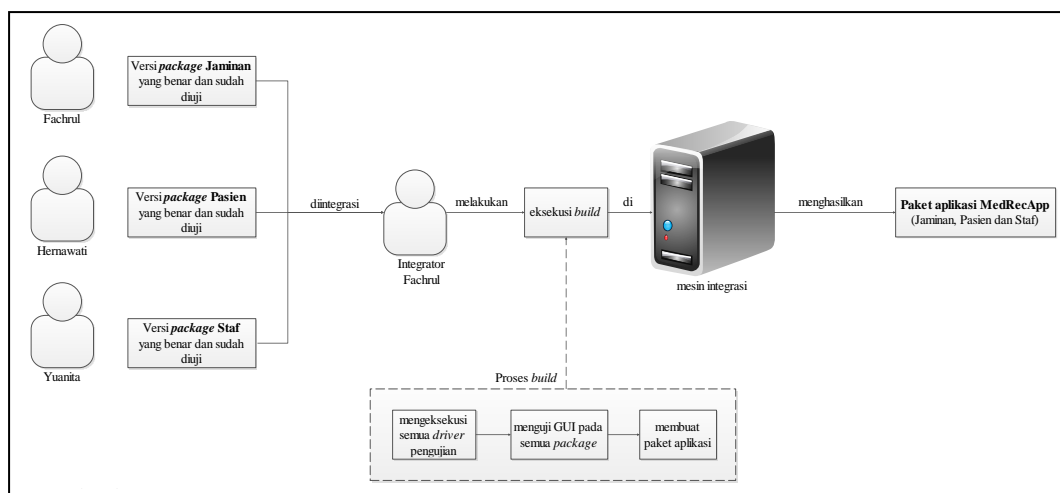 Versi package Jaminan
yang benar dan sudah
diuji
Fachrul
Versi package Pasien
yang benar dan sudah
diuji
Hernawati
Versi package Staf
yang benar dan sudah
diuji
Yuanita
diintegrasi
Integrator
Fachrul
melakukan
eksekusi build
di
mesin integrasi
menghasilkan
Paket aplikasi MedRecApp
(Jaminan, Pasien dan Staf)
Proses build
mengeksekusi
semua driver
pengujian
menguji GUI pada
semua package
membuat
paket aplikasi